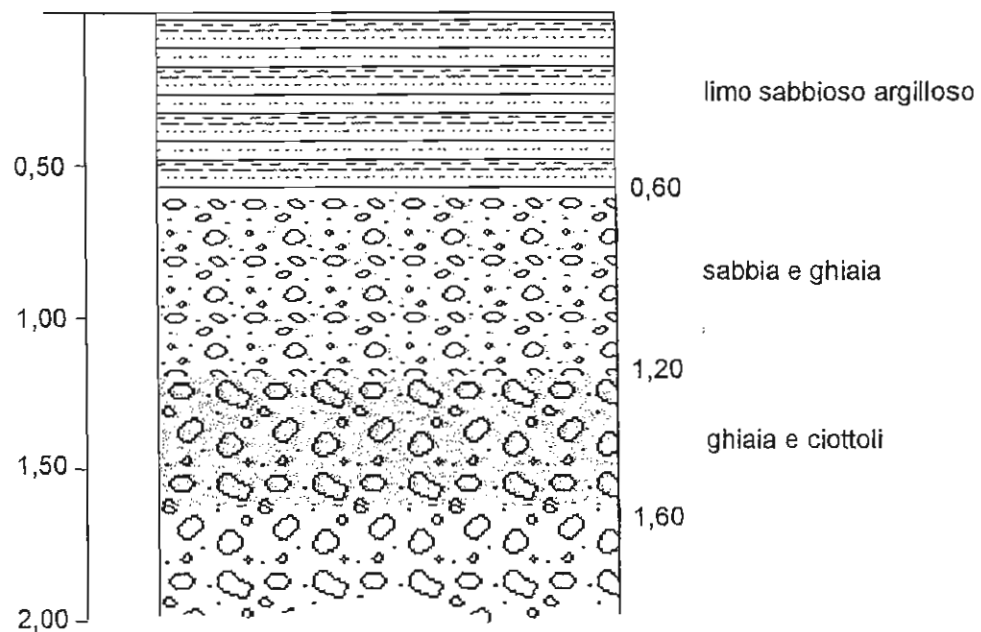 limo sabbioso argilloso
0,50
0,60
sabbia e ghiaia
1,00
1,20
ghiaia e ciottoli
1,50
1,60
2,00